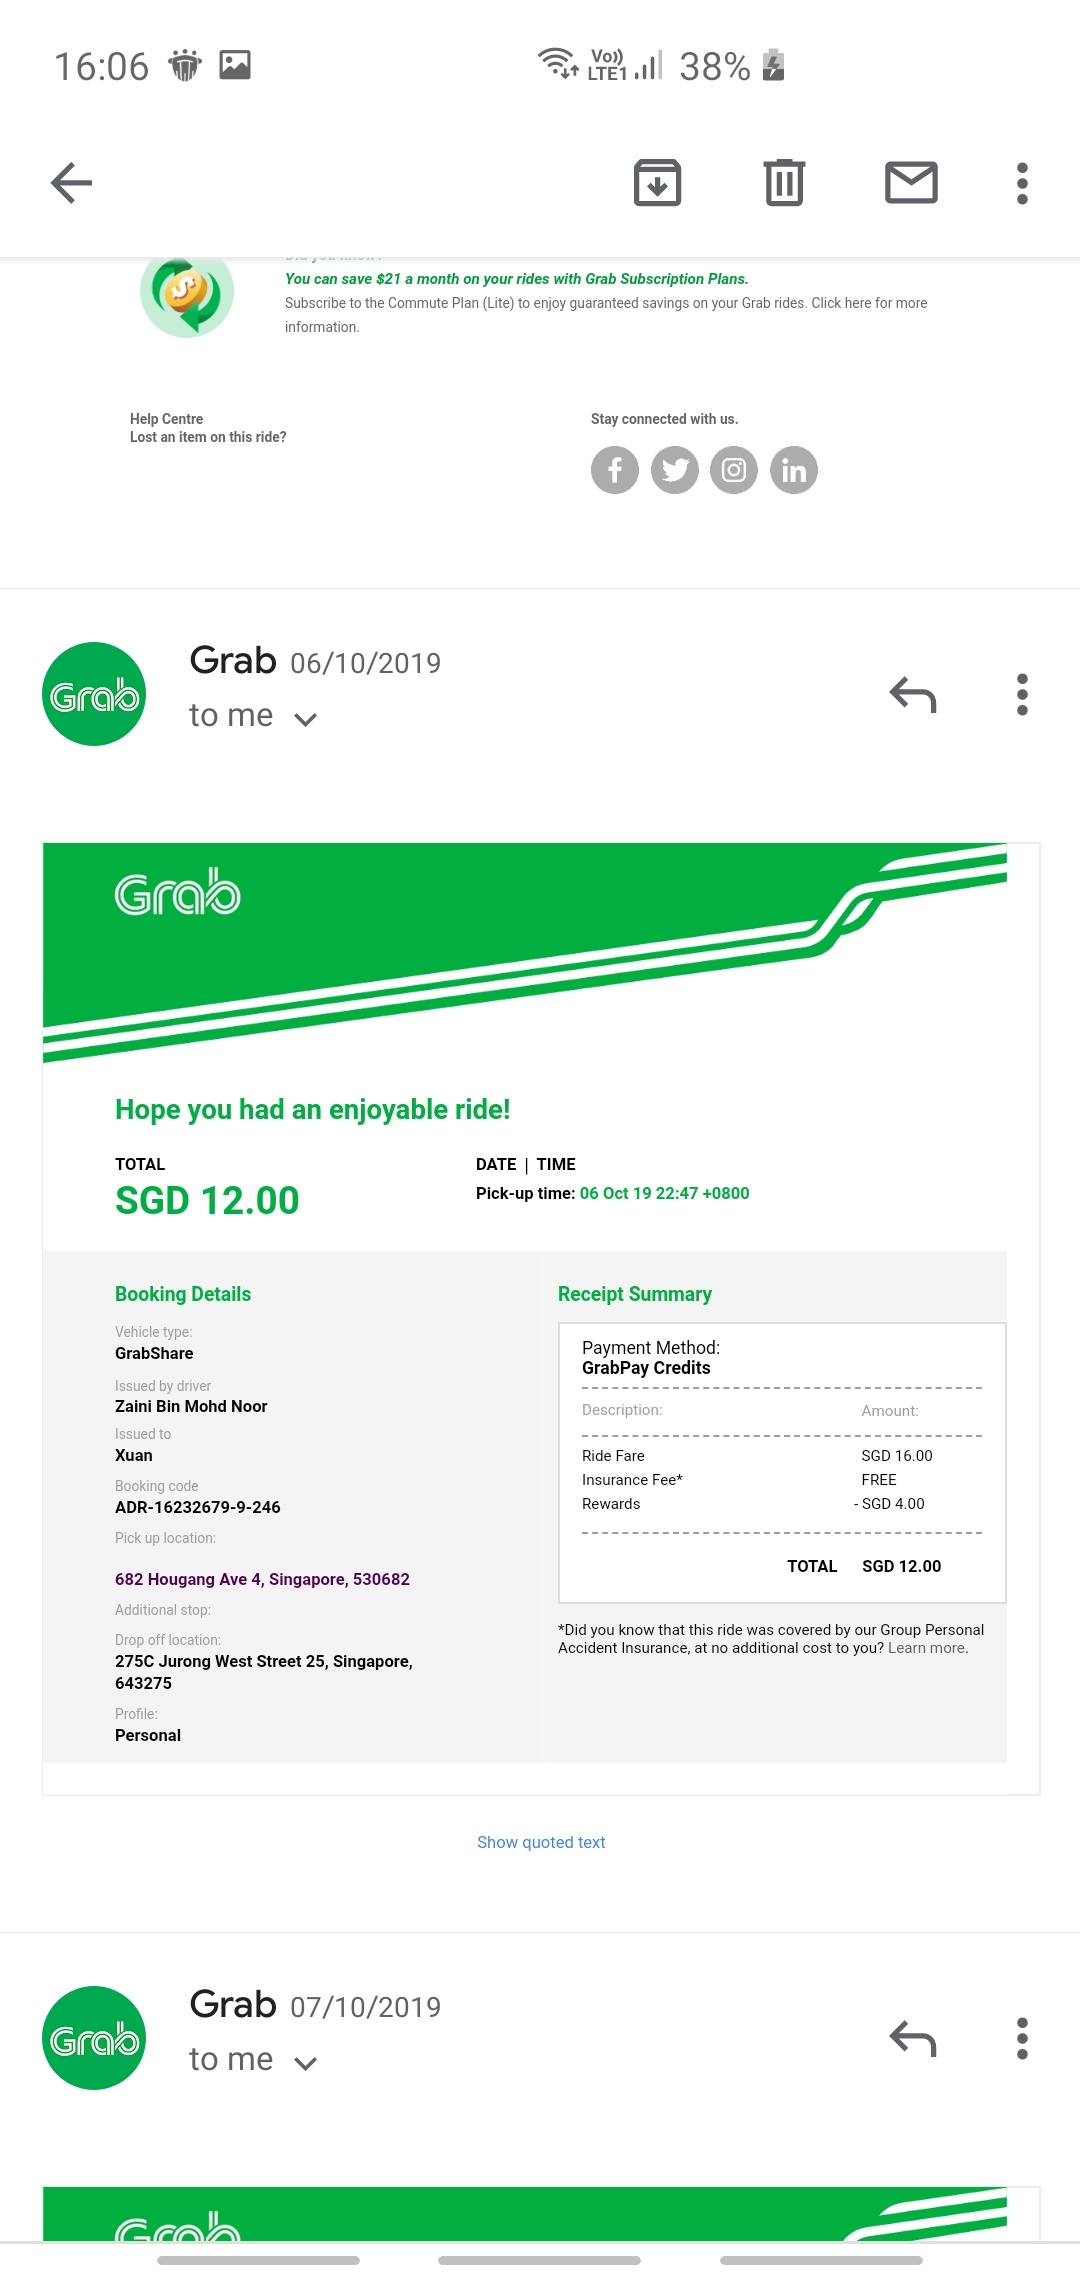 16:06
Vo))
LTE1
38%
Did you know?
You can save $21 a month on your rides with Grab Subscription Plans.
Subscribe to the Commute Plan (Lite) to enjoy guaranteed savings on your Grab rides. Click here for more
information.
Help Centre
Lost an item on this ride?
Stay connected with us.
Grab
Grab 06/10/2019
to me
Grab
Hope you had an enjoyable ride!
TOTAL
SGD 12.00
DATE | TIME
Pick-up time: 06 Oct 19 22:47 +0800
Booking Details
Vehicle type:
GrabShare
Issued by driver
Zaini Bin Mohd Noor
Issued to
Xuan
Booking code
ADR-16232679-9-246
Pick up location:
682 Hougang Ave 4, Singapore, 530682
Additional stop:
Drop off location:
275C Jurong West Street 25, Singapore,
643275
Profile:
Personal
Receipt Summary
Payment Method:
GrabPay Credits
Description: Amount:
Ride Fare SGD 16.00
Insurance Fee* FREE
Rewards - SGD 4.00
TOTAL SGD 12.00
*Did you know that this ride was covered by our Group Personal
Accident Insurance, at no additional cost to you? Learn more.
Show quoted text
Grab
Grab 07/10/2019
to me
Grab